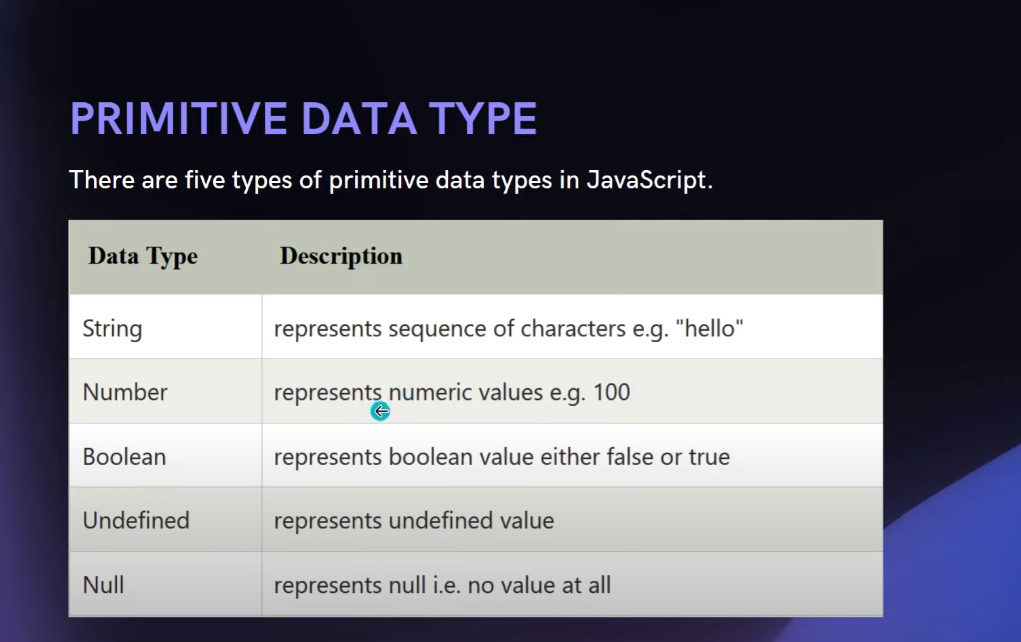 PRIMITIVE DATA TYPE
There are five types of primitive data types in JavaScript.
Data Type Description
String represents sequence of characters e.g. "hello"
Number represents numeric values e.g. 100
Boolean represents boolean value either false or true
Undefined represents undefined value
Null represents null i.e. no value at all